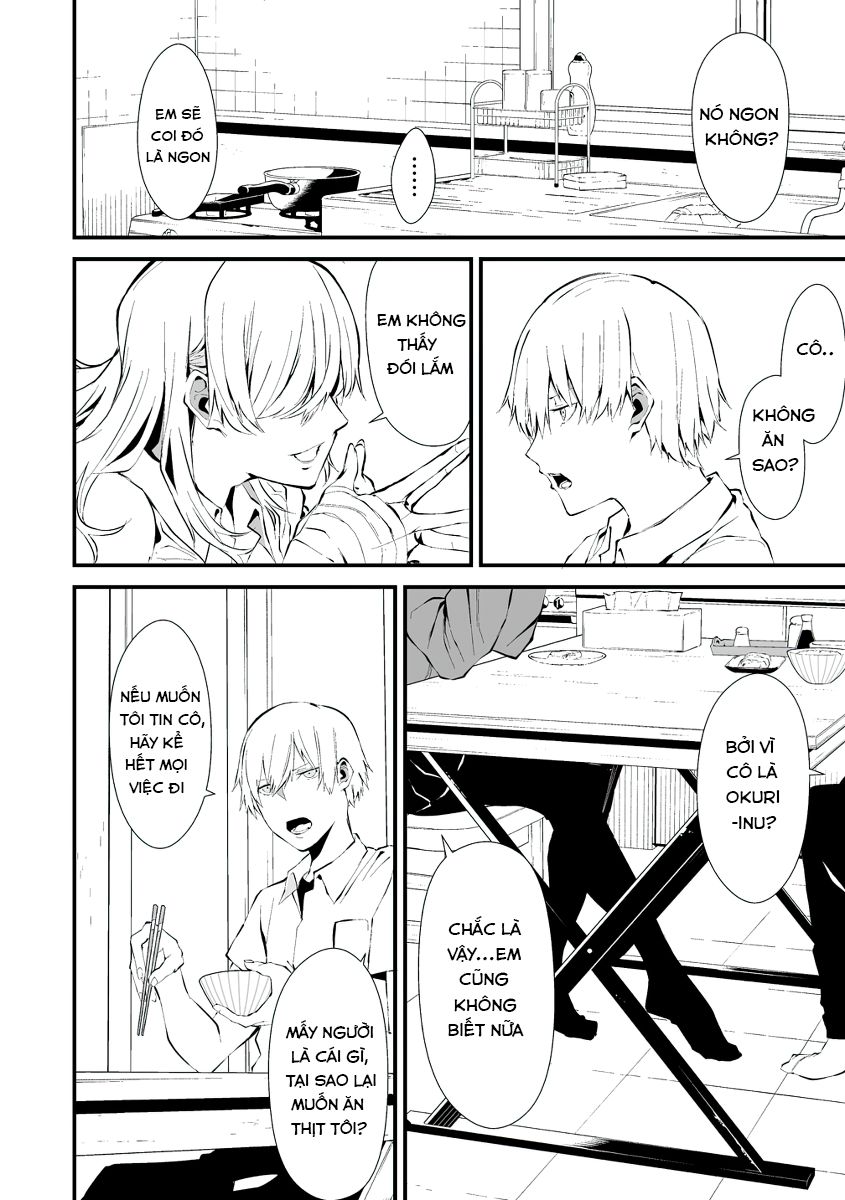 NÓ NGON
KHÔNG?
......
EM SẼ
COI ĐÓ
LÀ NGON
CÔ..
KHÔNG
ĂN
SAO?
EM KHÔNG
THẤY
ĐÓI LẮM
BỞI VÌ
CÔ LÀ
OKURI
-INU?
CHẮC LÀ
VẬY...EM
CŨNG
KHÔNG
BIẾT NỮA
NẾU MUỐN
TÔI TIN CÔ,
HÃY KỂ
HẾT MỌI
VIỆC ĐI
MẤY NGƯỜI
LÀ CÁI GÌ,
TẠI SAO LẠI
MUỐN ĂN
THỊT TÔI?